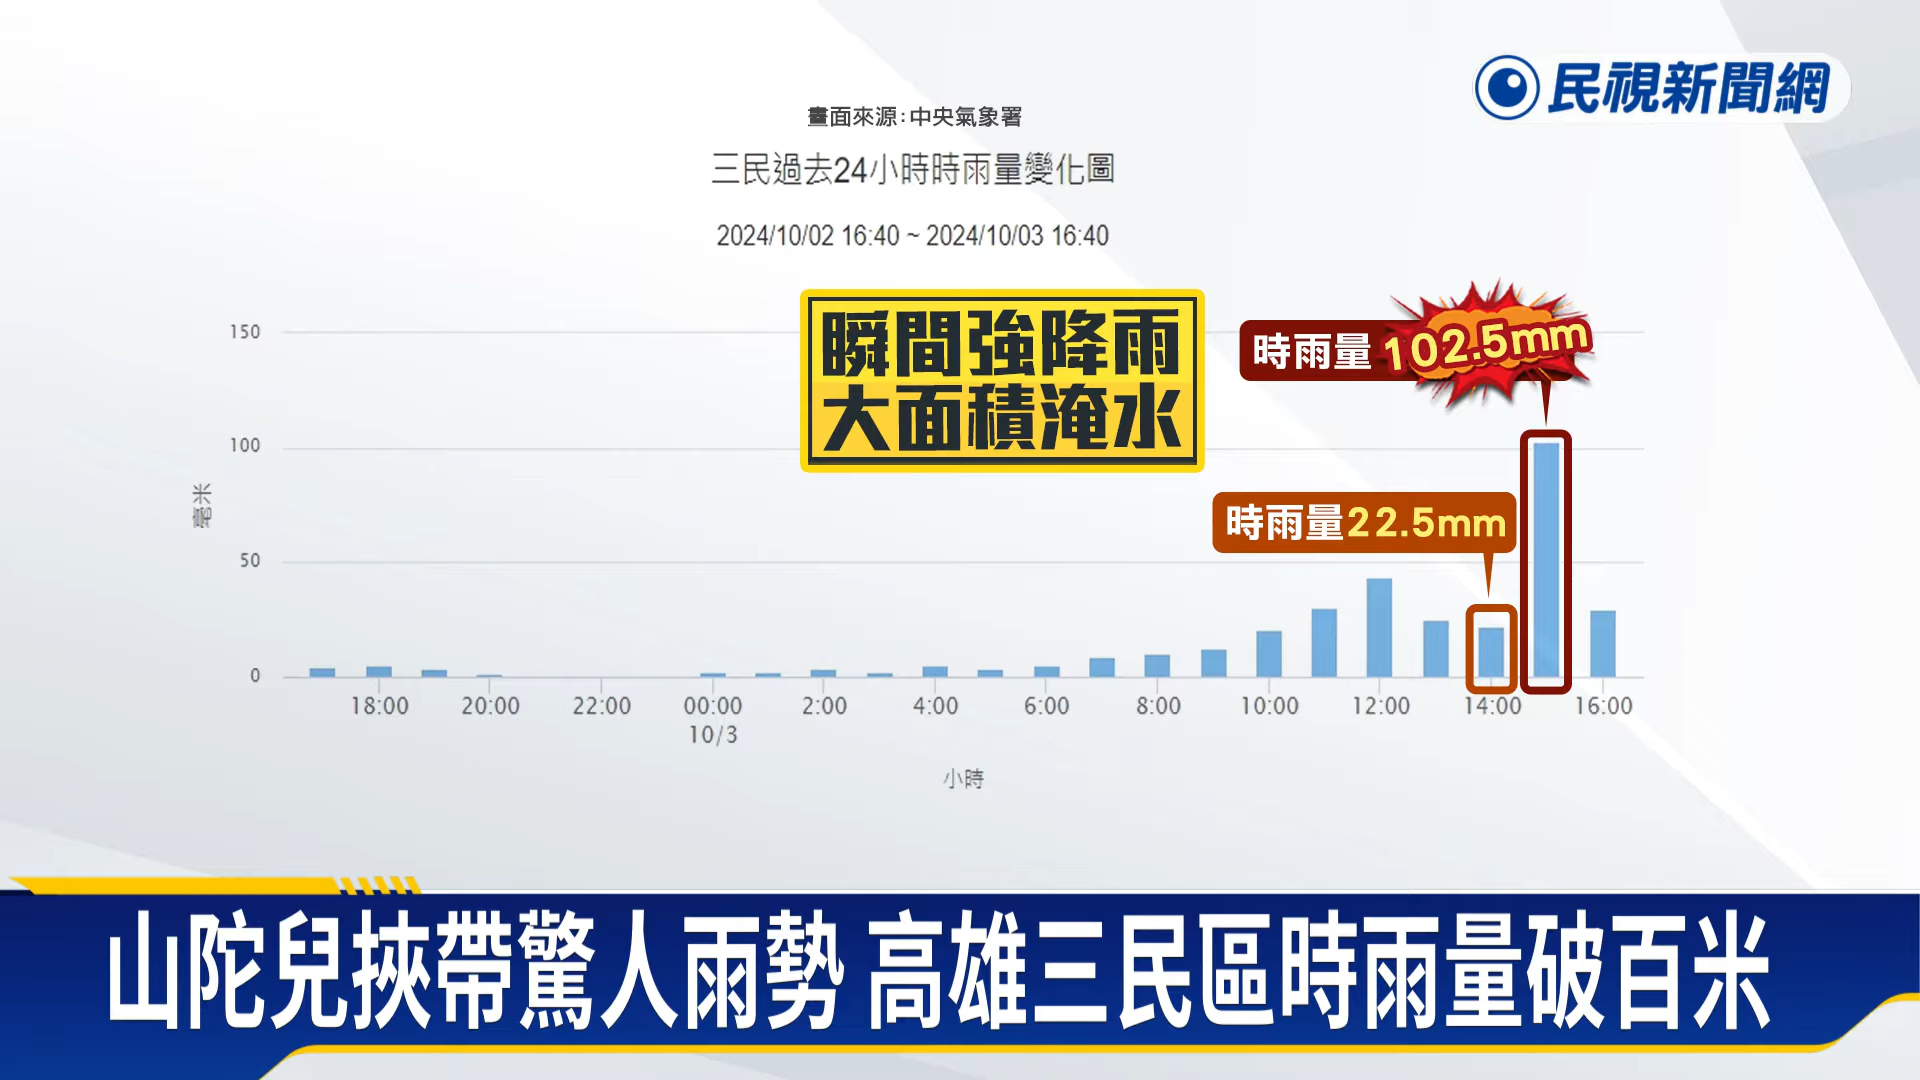 民視新聞網
畫面來源:中央氣象署
三民過去24小時時雨量變化圖
2024/10/02 16:40 ~ 2024/10/03 16:40
瞬間強降雨
大面積淹水
時雨量 102.5mm
時雨量22.5mm
150
100
50
0
毫米
18:00 20:00 22:00 00:00 2:00 4:00 6:00 8:00 10:00 12:00 14:00 16:00
10/3
小時
山陀兒挾帶驚人雨勢 高雄三民區時雨量破百米